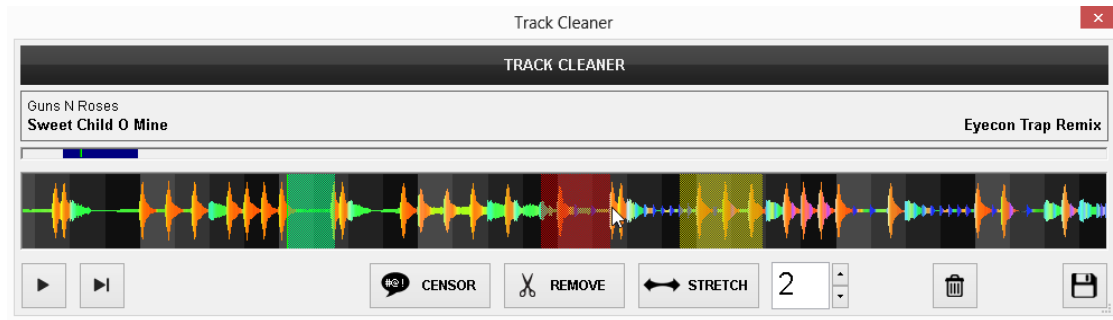 Track Cleaner
TRACK CLEANER
Guns N Roses
Sweet Child O Mine
Eyecon Trap Remix
#@!
CENSOR
REMOVE
STRETCH
2